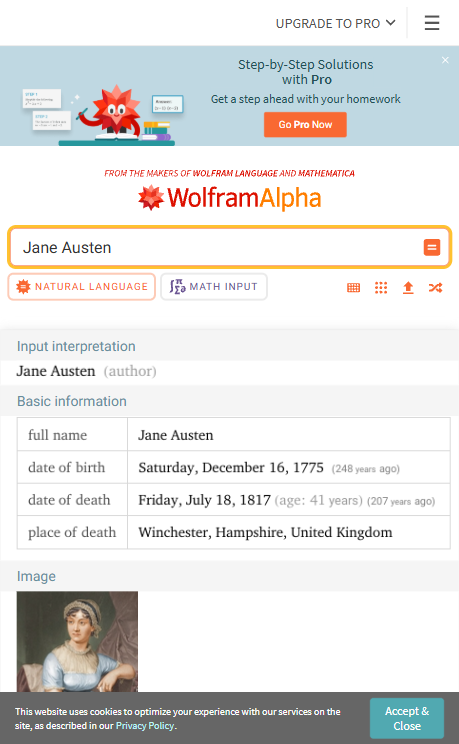 UPGRADE TO PRO
Step-by-Step Solutions
with Pro
Get a step ahead with your homework
Go Pro Now
FROM THE MAKERS OF WOLFRAM LANGUAGE AND MATHEMATICA
WolframAlpha
Jane Austen
NATURAL LANGUAGE
MATH INPUT
Input interpretation
Jane Austen (author)
Basic information
full name Jane Austen
date of birth Saturday, December 16, 1775 (248 years ago)
date of death Friday, July 18, 1817 (age: 41 years) (207 years ago)
place of death Winchester, Hampshire, United Kingdom
Image
This website uses cookies to optimize your experience with our services on the
site, as described in our Privacy Policy.
Accept &
Close